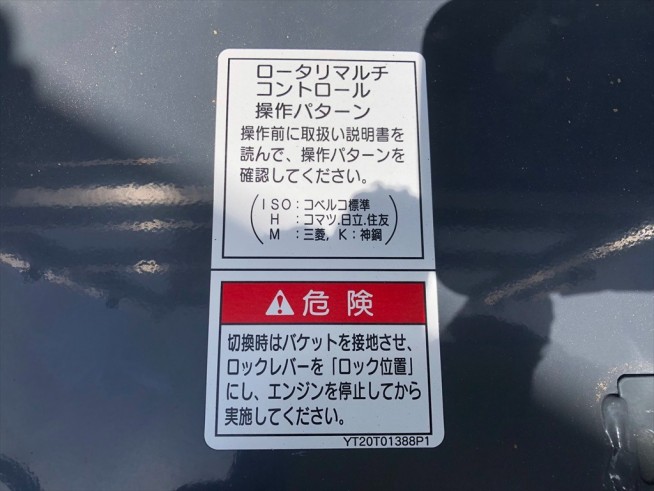 ロータリマルチ
コントロール
操作パターン
操作前に取扱い説明書を
読んで、操作パターンを
確認してください。
(ISO:コベルコ標準
H:コマツ.日立.住友
M:三菱, K:神鋼)
危険
切換時はバケットを接地させ、
ロックレバーを「ロック位置」
にし、エンジンを停止してから
実施してください。
YT20T01388P1